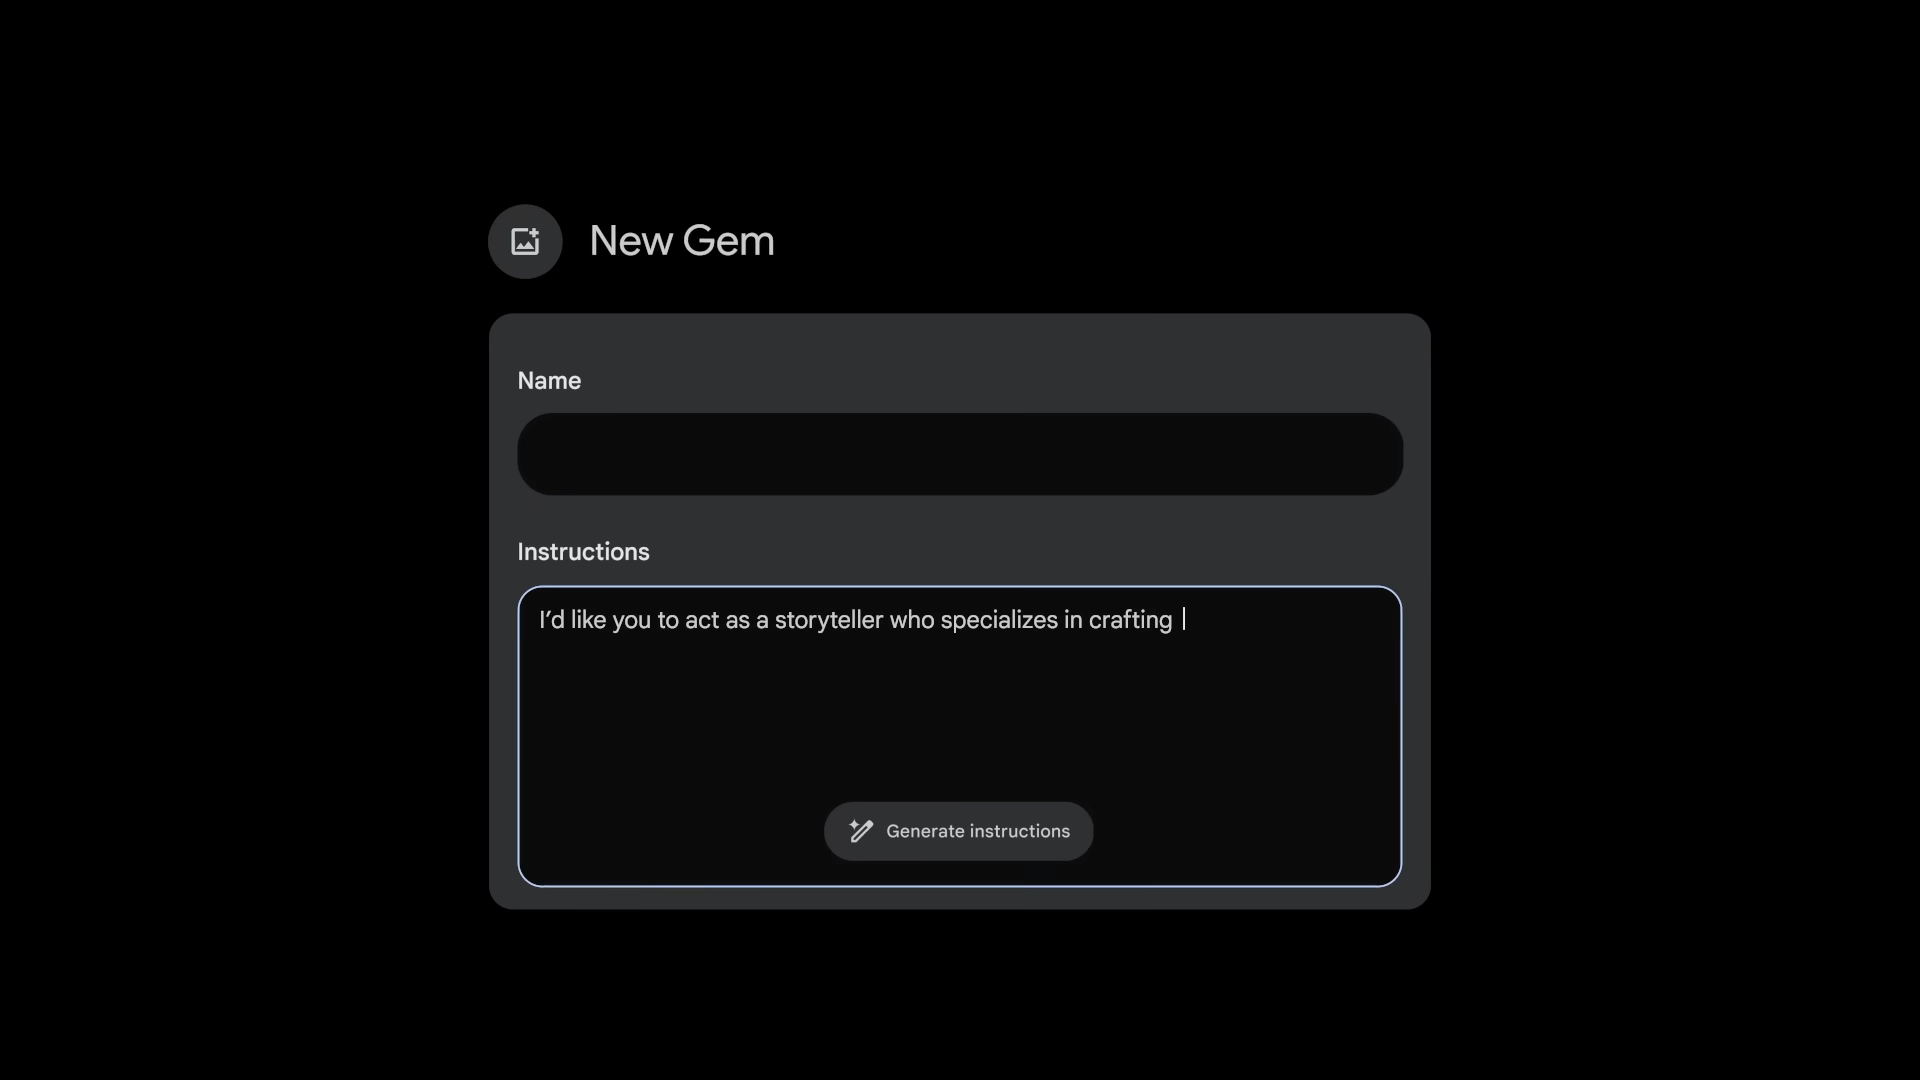 New Gem
Name
Instructions
I’d like you to act as a storyteller who specializes in crafting
Generate instructions